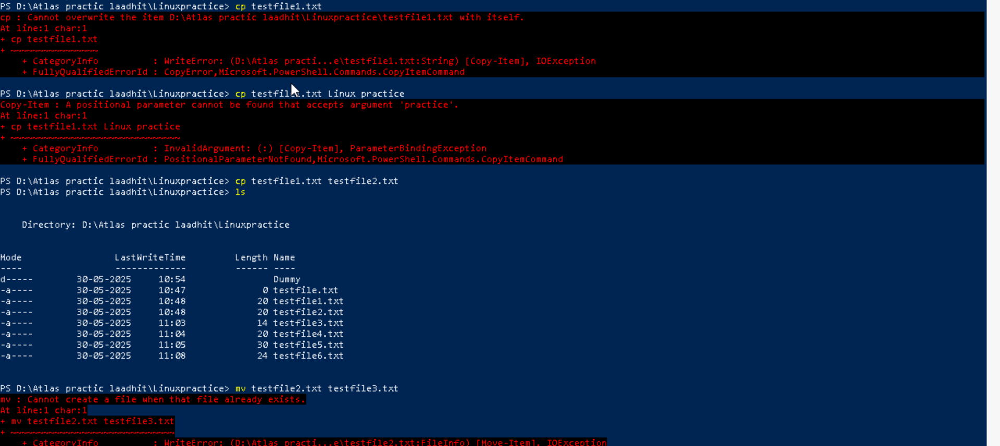 PS D:\Atlas practic laadhit\Linuxpractice> cp testfile1.txt
cp : Cannot overwrite the item D:\Atlas practic laadhit\Linuxpractice\testfile1.txt with itself.
At line:1 char:1
+ cp testfile1.txt
+ ~~~~~~~~~~~~~~~~
    + CategoryInfo          : WriteError: (D:\Atlas practi...e\testfile1.txt:String) [Copy-Item], IOException
    + FullyQualifiedErrorId : CopyError,Microsoft.PowerShell.Commands.CopyItemCommand
PS D:\Atlas practic laadhit\Linuxpractice> cp testfile1.txt Linux practice
Copy-Item : A positional parameter cannot be found that accepts argument 'practice'.
At line:1 char:1
+ cp testfile1.txt Linux practice
+ ~~~~~~~~~~~~~~~~~~~~~~~~~~~~~~~
    + CategoryInfo          : InvalidArgument: (:) [Copy-Item], ParameterBindingException
    + FullyQualifiedErrorId : PositionalParameterNotFound,Microsoft.PowerShell.Commands.CopyItemCommand
PS D:\Atlas practic laadhit\Linuxpractice> cp testfile1.txt testfile2.txt
PS D:\Atlas practic laadhit\Linuxpractice> ls
    Directory: D:\Atlas practic laadhit\Linuxpractice
Mode                 LastWriteTime         Length Name
----                 -------------         ------ ----
d-----        30-05-2025     10:54                Dummy
-a----        30-05-2025     10:47              0 testfile.txt
-a----        30-05-2025     10:48             20 testfile1.txt
-a----        30-05-2025     10:48             20 testfile2.txt
-a----        30-05-2025     11:03             14 testfile3.txt
-a----        30-05-2025     11:04             20 testfile4.txt
-a----        30-05-2025     11:05             30 testfile5.txt
-a----        30-05-2025     11:08             24 testfile6.txt
PS D:\Atlas practic laadhit\Linuxpractice> mv testfile2.txt testfile3.txt
mv : Cannot create a file when that file already exists.
At line:1 char:1
+ mv testfile2.txt testfile3.txt
+ ~~~~~~~~~~~~~~~~~~~~~~~~~~~~~~
    + CategoryInfo          : WriteError: (D:\Atlas practi...e\testfile2.txt:FileInfo) [Move-Item], IOException